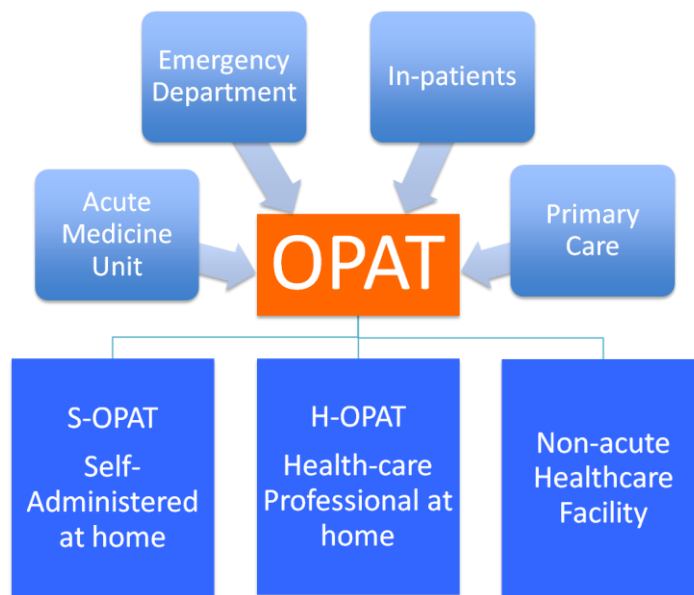 Emergency
Department
In-patients
Acute
Medicine
Unit
Primary
Care
OPAT
S-OPAT
Self-
Administered
at home
H-OPAT
Health-care
Professional at
home
Non-acute
Healthcare
Facility